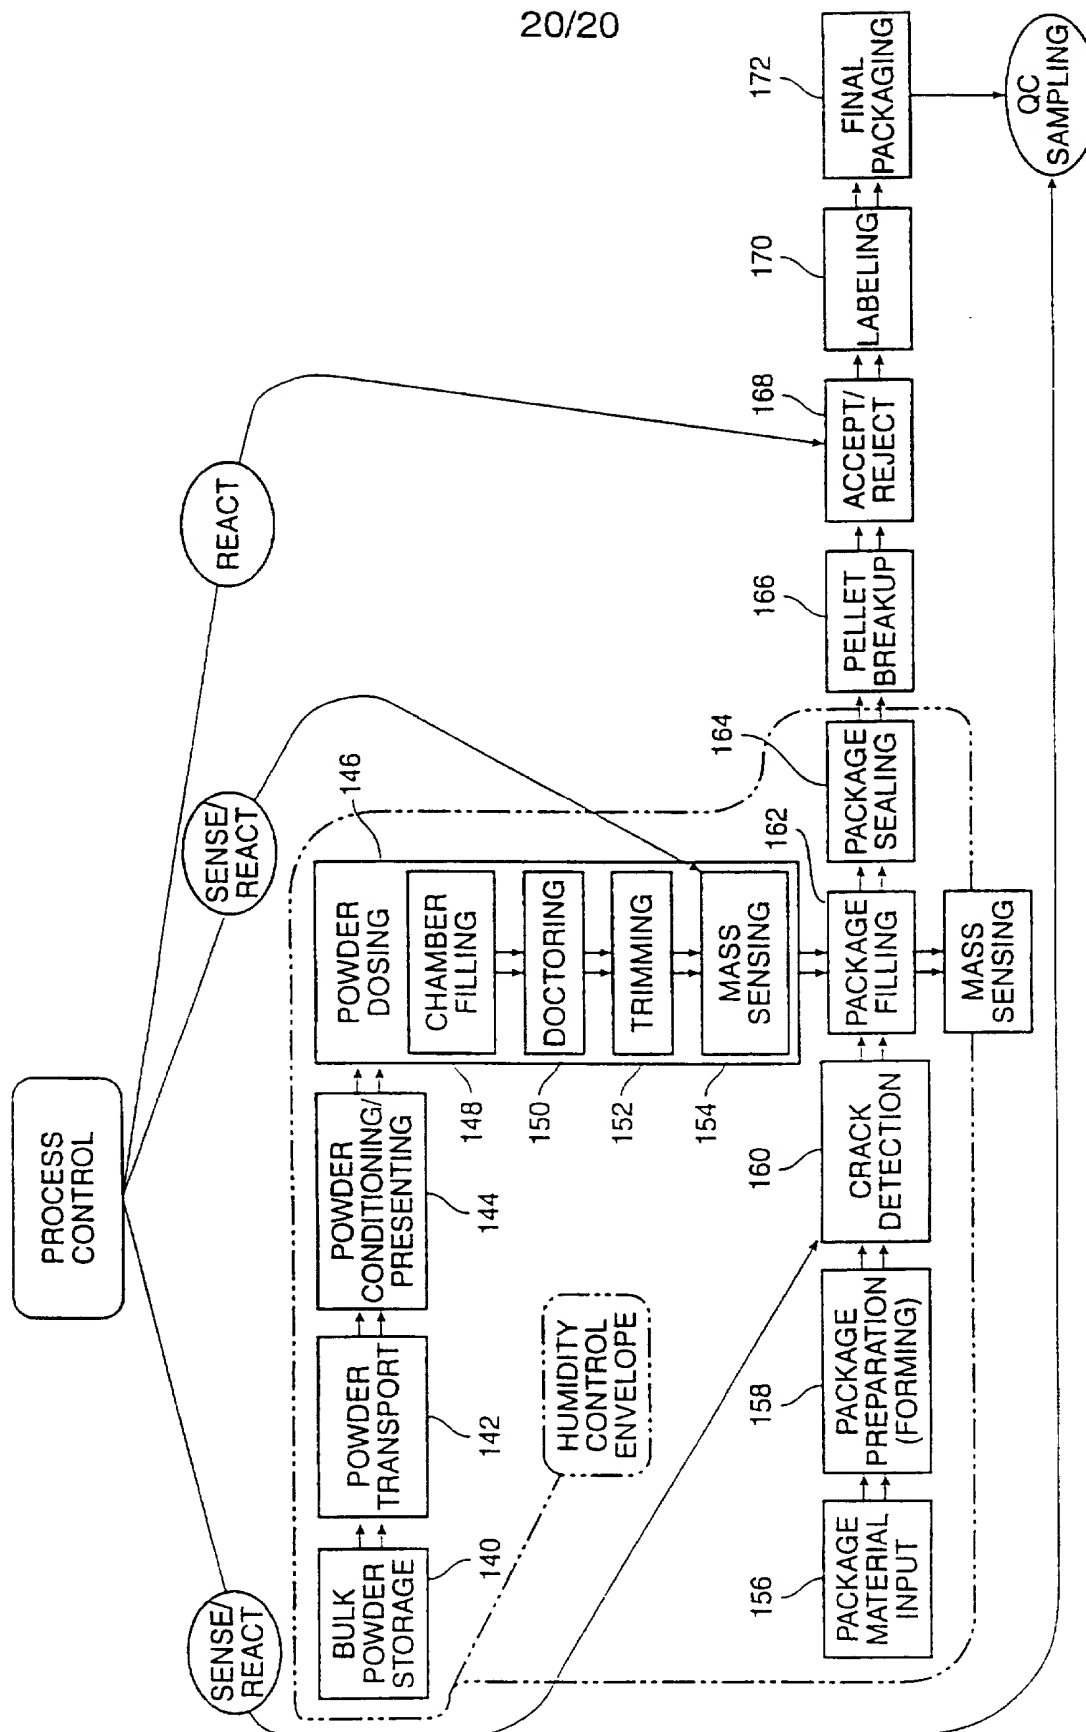 20/20
PROCESS
CONTROL
SENSE/
REACT
SENSE/
REACT
REACT
BULK
POWDER
STORAGE
140
POWDER
TRANSPORT
142
POWDER
CONDITIONING/
PRESENTING
144
POWDER
DOSING
146
CHAMBER
FILLING
148
DOCTORING
150
TRIMMING
152
MASS
SENSING
154
HUMIDITY
CONTROL
ENVELOPE
PACKAGE
MATERIAL
INPUT
156
PACKAGE
PREPARATION
(FORMING)
158
CRACK
DETECTION
160
PACKAGE
FILLING
162
MASS
SENSING
PACKAGE
SEALING
164
PELLET
BREAKUP
166
ACCEPT/
REJECT
168
LABELING
170
FINAL
PACKAGING
172
QC
SAMPLING